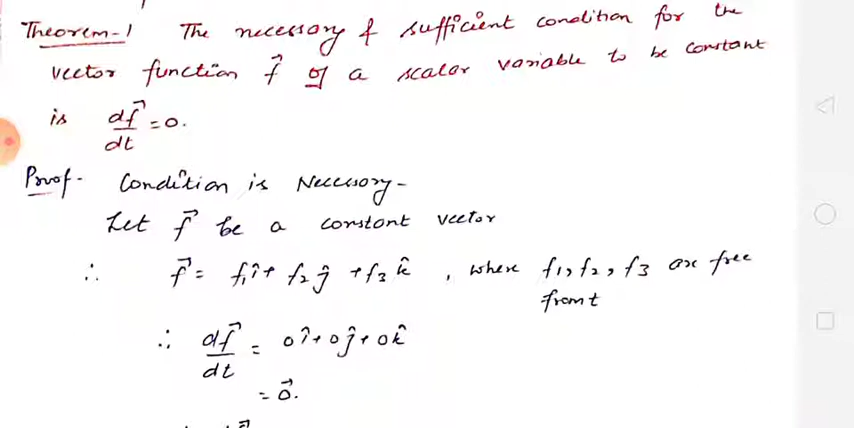 Theorem-1 The necessary & sufficient condition for the
vector function f⃗ of a scalar variable to be constant
is df⃗/dt = 0.
Proof- Condition is Necessary-
Let f⃗ be a constant vector
∴ f⃗ = f₁î + f₂ĵ + f₃k̂ , where f₁, f₂, f₃ are free
from t
∴ df⃗/dt = 0î + 0ĵ + 0k̂
= 0⃗.